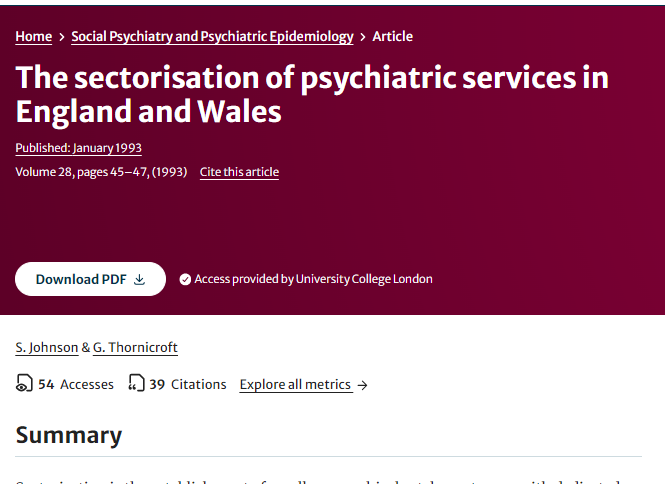 Home > Social Psychiatry and Psychiatric Epidemiology > Article
The sectorisation of psychiatric services in
England and Wales
Published: January 1993
Volume 28, pages 45–47, (1993) Cite this article
Download PDF Access provided by University College London
S. Johnson & G. Thornicroft
54 Accesses 39 Citations Explore all metrics →
Summary